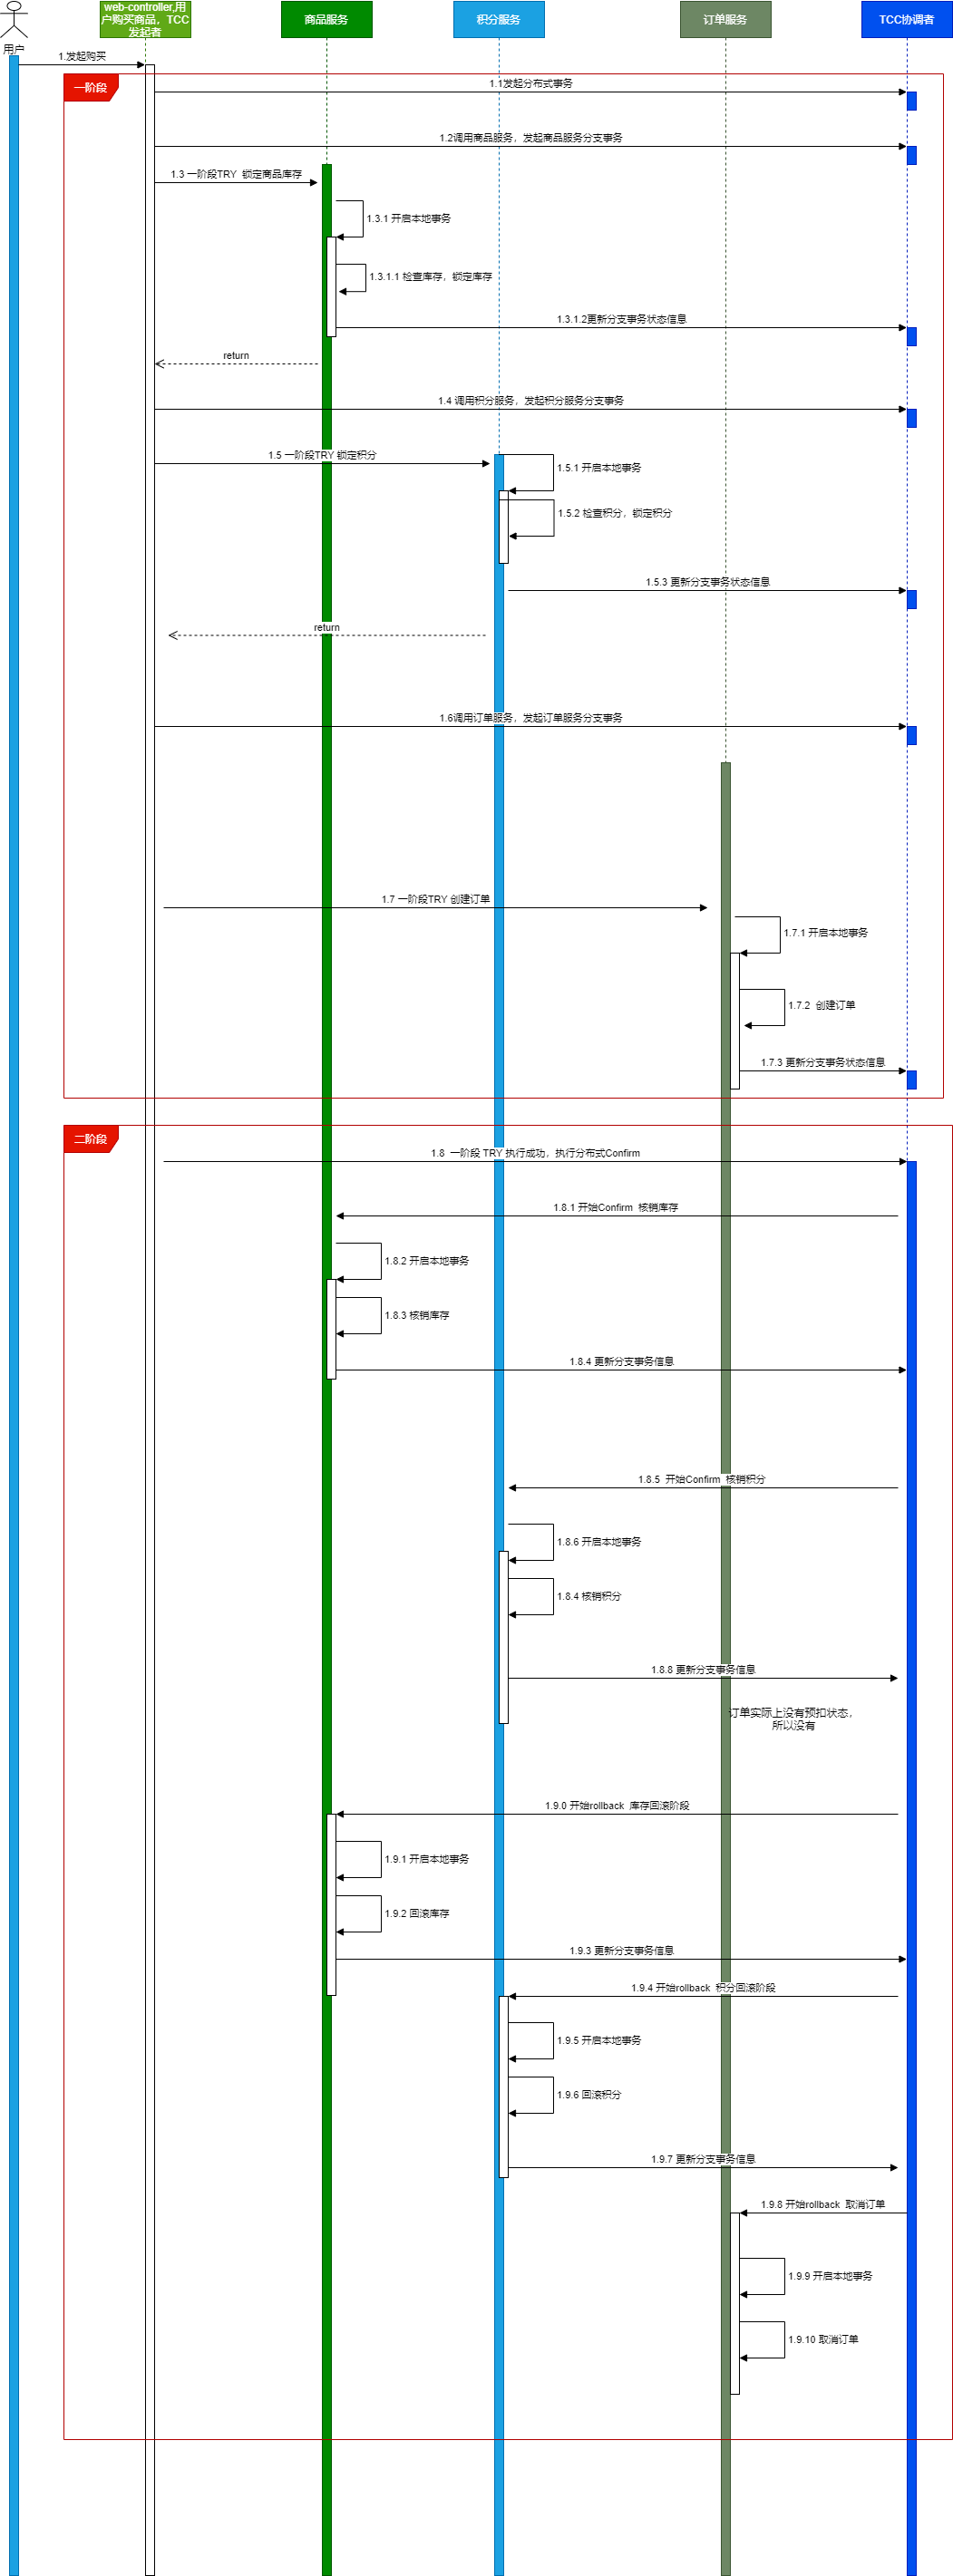 web-controller,用
户购买商品，TCC
发起者
商品服务
积分服务
订单服务
TCC协调者
用户
1.发起购买
一阶段
1.1发起分布式事务
1.2调用商品服务，发起商品服务分支事务
1.3 一阶段TRY 锁定商品库存
1.3.1 开启本地事务
1.3.1.1 检查库存，锁定库存
1.3.1.2更新分支事务状态信息
return
1.4 调用积分服务，发起积分服务分支事务
1.5 一阶段TRY 锁定积分
1.5.1 开启本地事务
1.5.2 检查积分，锁定积分
1.5.3 更新分支事务状态信息
return
1.6调用订单服务，发起订单服务分支事务
1.7 一阶段TRY 创建订单
1.7.1 开启本地事务
1.7.2 创建订单
1.7.3 更新分支事务状态信息
二阶段
1.8 一阶段 TRY 执行成功，执行分布式Confirm
1.8.1 开始Confirm 核销库存
1.8.2 开启本地事务
1.8.3 核销库存
1.8.4 更新分支事务信息
1.8.5 开始Confirm 核销积分
1.8.6 开启本地事务
1.8.4 核销积分
1.8.8 更新分支事务信息
订单实际上没有预扣状态，
所以没有
1.9.0 开始rollback 库存回滚阶段
1.9.1 开启本地事务
1.9.2 回滚库存
1.9.3 更新分支事务信息
1.9.4 开始rollback 积分回滚阶段
1.9.5 开启本地事务
1.9.6 回滚积分
1.9.7 更新分支事务信息
1.9.8 开始rollback 取消订单
1.9.9 开启本地事务
1.9.10 取消订单